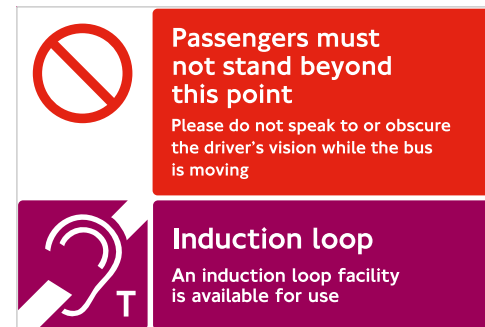 Passengers must
not stand beyond
this point
Please do not speak to or obscure
the driver's vision while the bus
is moving
Induction loop
An induction loop facility
is available for use
T